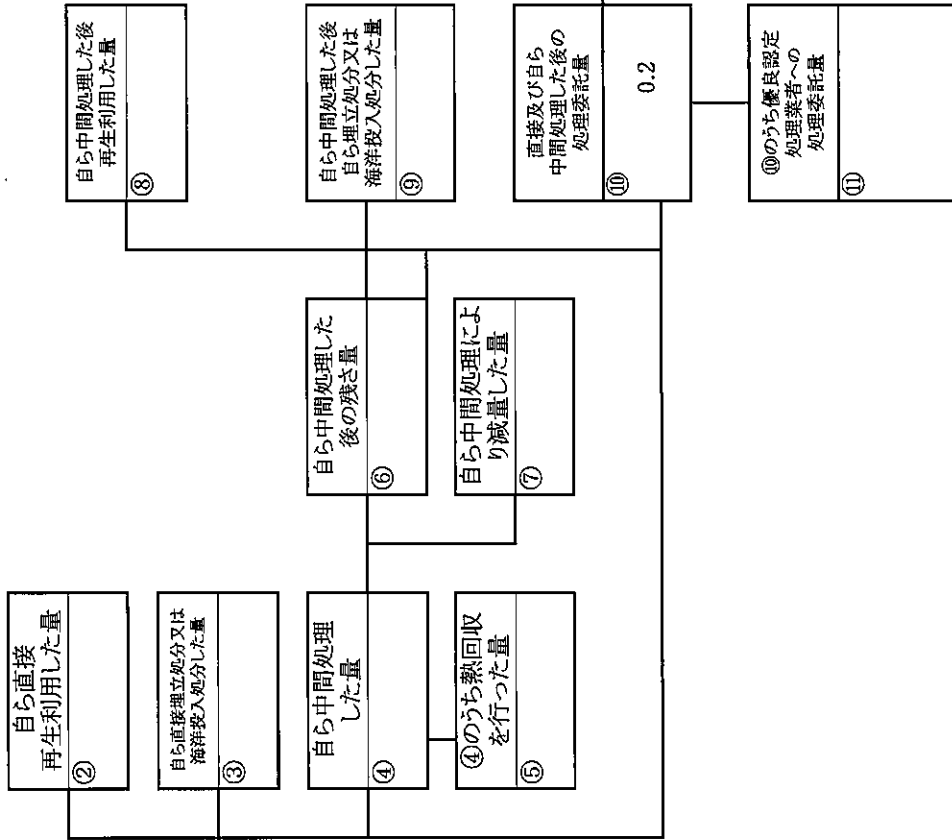 自ら直接
再生利用した量
②
自ら直接埋立処分又は
海洋投入処分した量
③
自ら中間処理
した量
④
④のうち熱回収
を行った量
⑤
自ら中間処理した
後の残さ量
⑥
自ら中間処理によ
り減量した量
⑦
自ら中間処理した後
再生利用した量
⑧
自ら中間処理した後
自ら埋立処分又は
海洋投入処分した量
⑨
直接及び自ら
中間処理した後の
処理委託量
⑩
0.2
⑩のうち優良認定
処理業者への
処理委託量
⑪